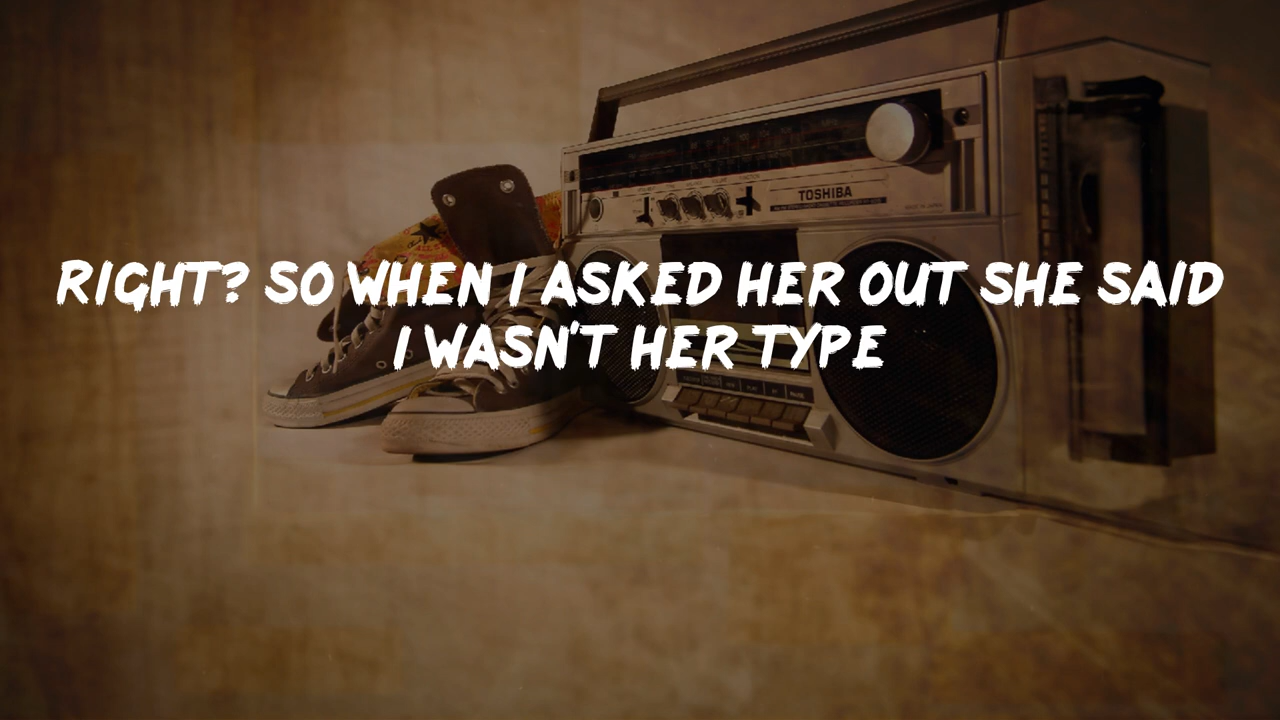 TOSHIBA
RIGHT? SO WHEN I ASKED HER OUT SHE SAID
I WASN'T HER TYPE